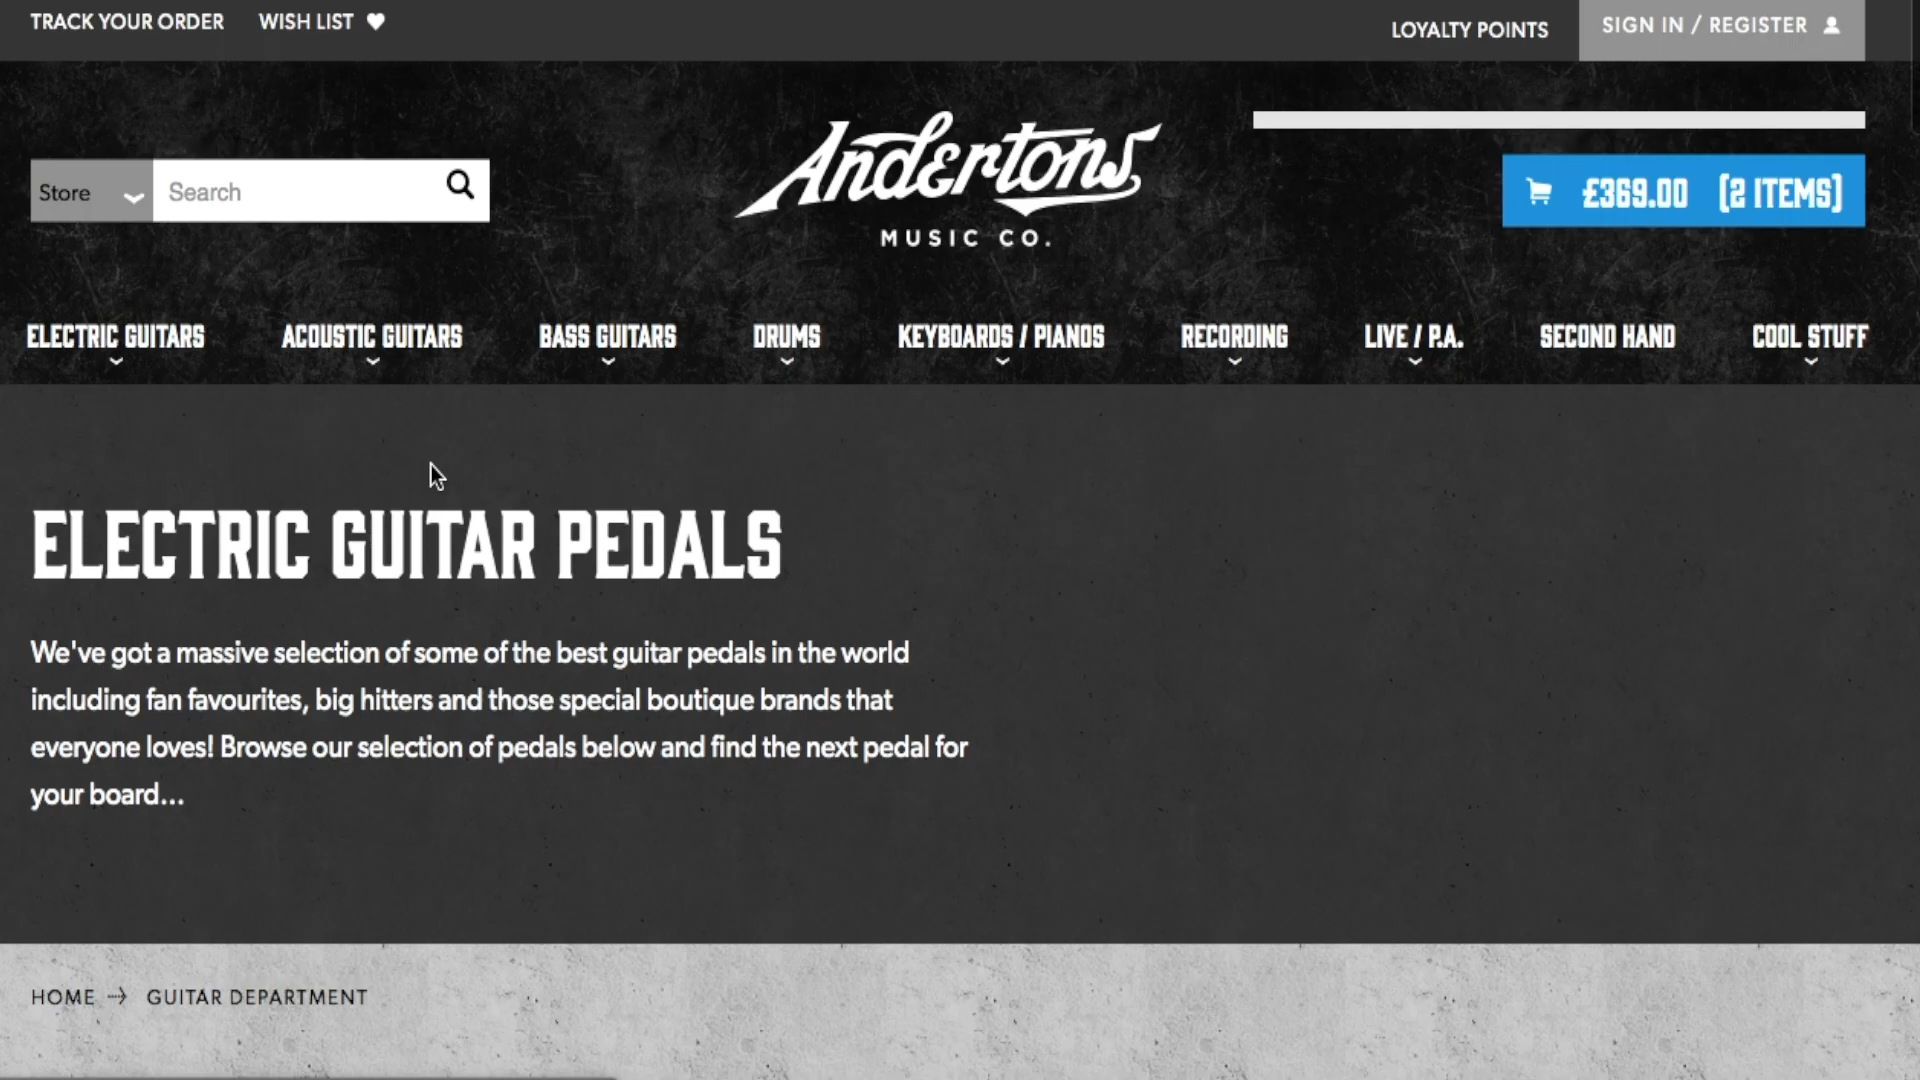 TRACK YOUR ORDER
WISH LIST
LOYALTY POINTS
SIGN IN / REGISTER
Store
Search
Andertons
MUSIC CO.
£369.00 (2 ITEMS)
ELECTRIC GUITARS
ACOUSTIC GUITARS
BASS GUITARS
DRUMS
KEYBOARDS / PIANOS
RECORDING
LIVE / P.A.
SECOND HAND
COOL STUFF
ELECTRIC GUITAR PEDALS
We've got a massive selection of some of the best guitar pedals in the world
including fan favourites, big hitters and those special boutique brands that
everyone loves! Browse our selection of pedals below and find the next pedal for
your board...
HOME → GUITAR DEPARTMENT